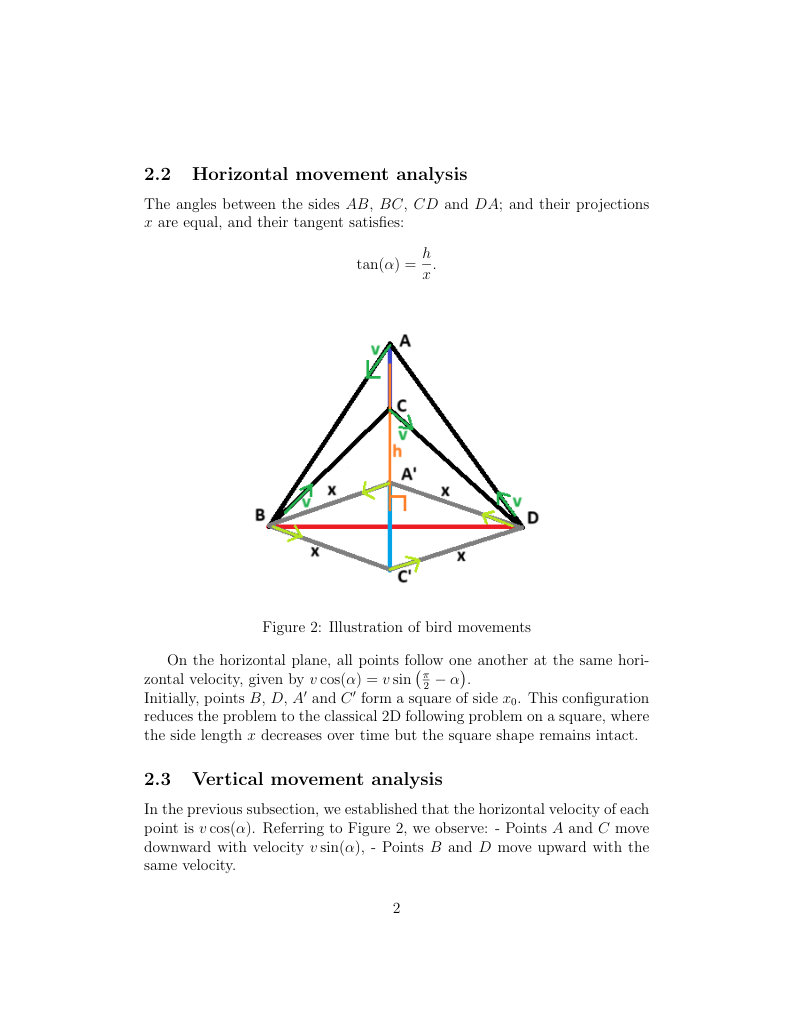 2.2 Horizontal movement analysis
The angles between the sides AB, BC, CD and DA; and their projections
x are equal, and their tangent satisfies:
tan(α) = h/x.
A
v
C
v
h
A'
x
x
v
v
B
D
x
x
C'
Figure 2: Illustration of bird movements
On the horizontal plane, all points follow one another at the same hori-
zontal velocity, given by v cos(α) = v sin (π/2 − α).
Initially, points B, D, A′ and C′ form a square of side x₀. This configuration
reduces the problem to the classical 2D following problem on a square, where
the side length x decreases over time but the square shape remains intact.
2.3 Vertical movement analysis
In the previous subsection, we established that the horizontal velocity of each
point is v cos(α). Referring to Figure 2, we observe: - Points A and C move
downward with velocity v sin(α), - Points B and D move upward with the
same velocity.
2